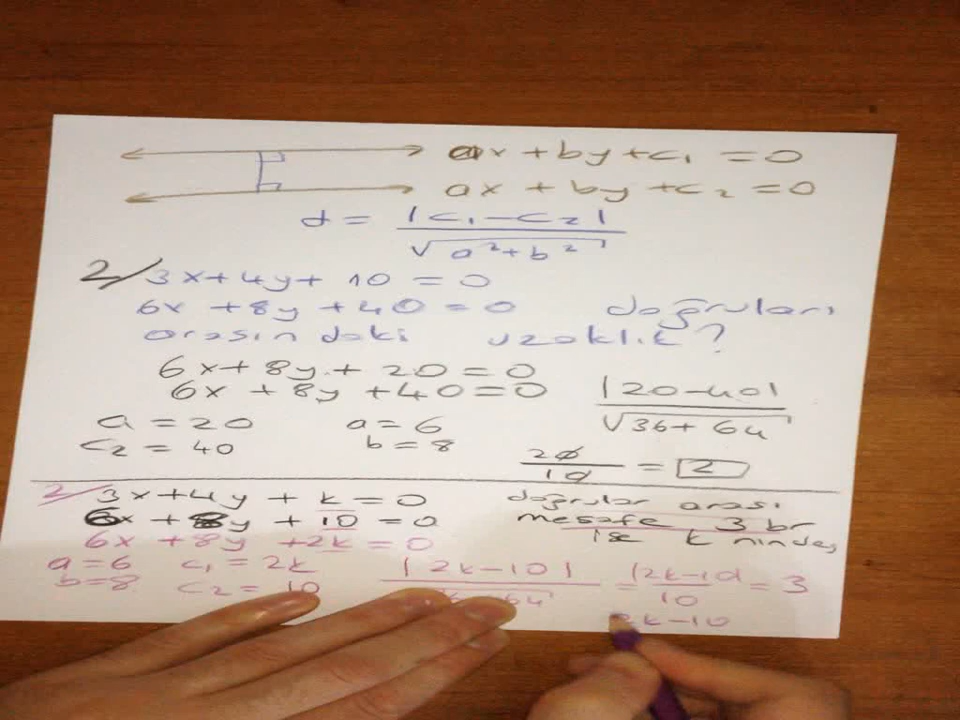 ax + by + c₁ = 0
ax + by + c₂ = 0
d = |c₁ - c₂| / √(a² + b²)
2/ 3x + 4y + 10 = 0
6x + 8y + 40 = 0 doğruları
arasındaki uzaklık?
6x + 8y + 20 = 0
6x + 8y + 40 = 0
|20-40| / √(36 + 64)
a = 20 a = 6
c₂ = 40 b = 8
20 / 10 = 2
2/ 3x + 4y + k = 0 doğrular arası
6x + 8y + 10 = 0 mesafe 3 br
6x + 8y + 2k = 0 ise k
a = 6 c₁ = 2k |2k - 10| = |2k - 10| / 10 = 3
b = 8 c₂ = 10 64
2k - 10